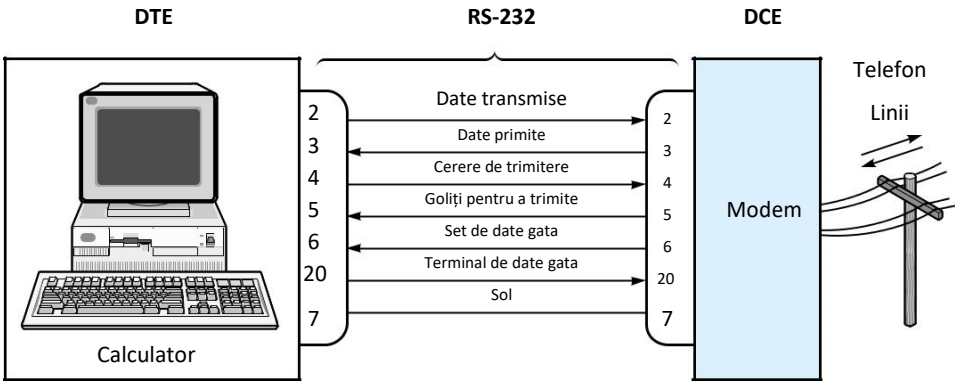 DTE RS-232 DCE
Telefon
Linii
2 Date transmise 2
3 Date primite 3
4 Cerere de trimitere 4
5 Goliți pentru a trimite 5
6 Set de date gata 6
20 Terminal de date gata 20
7 Sol 7
Modem
Calculator